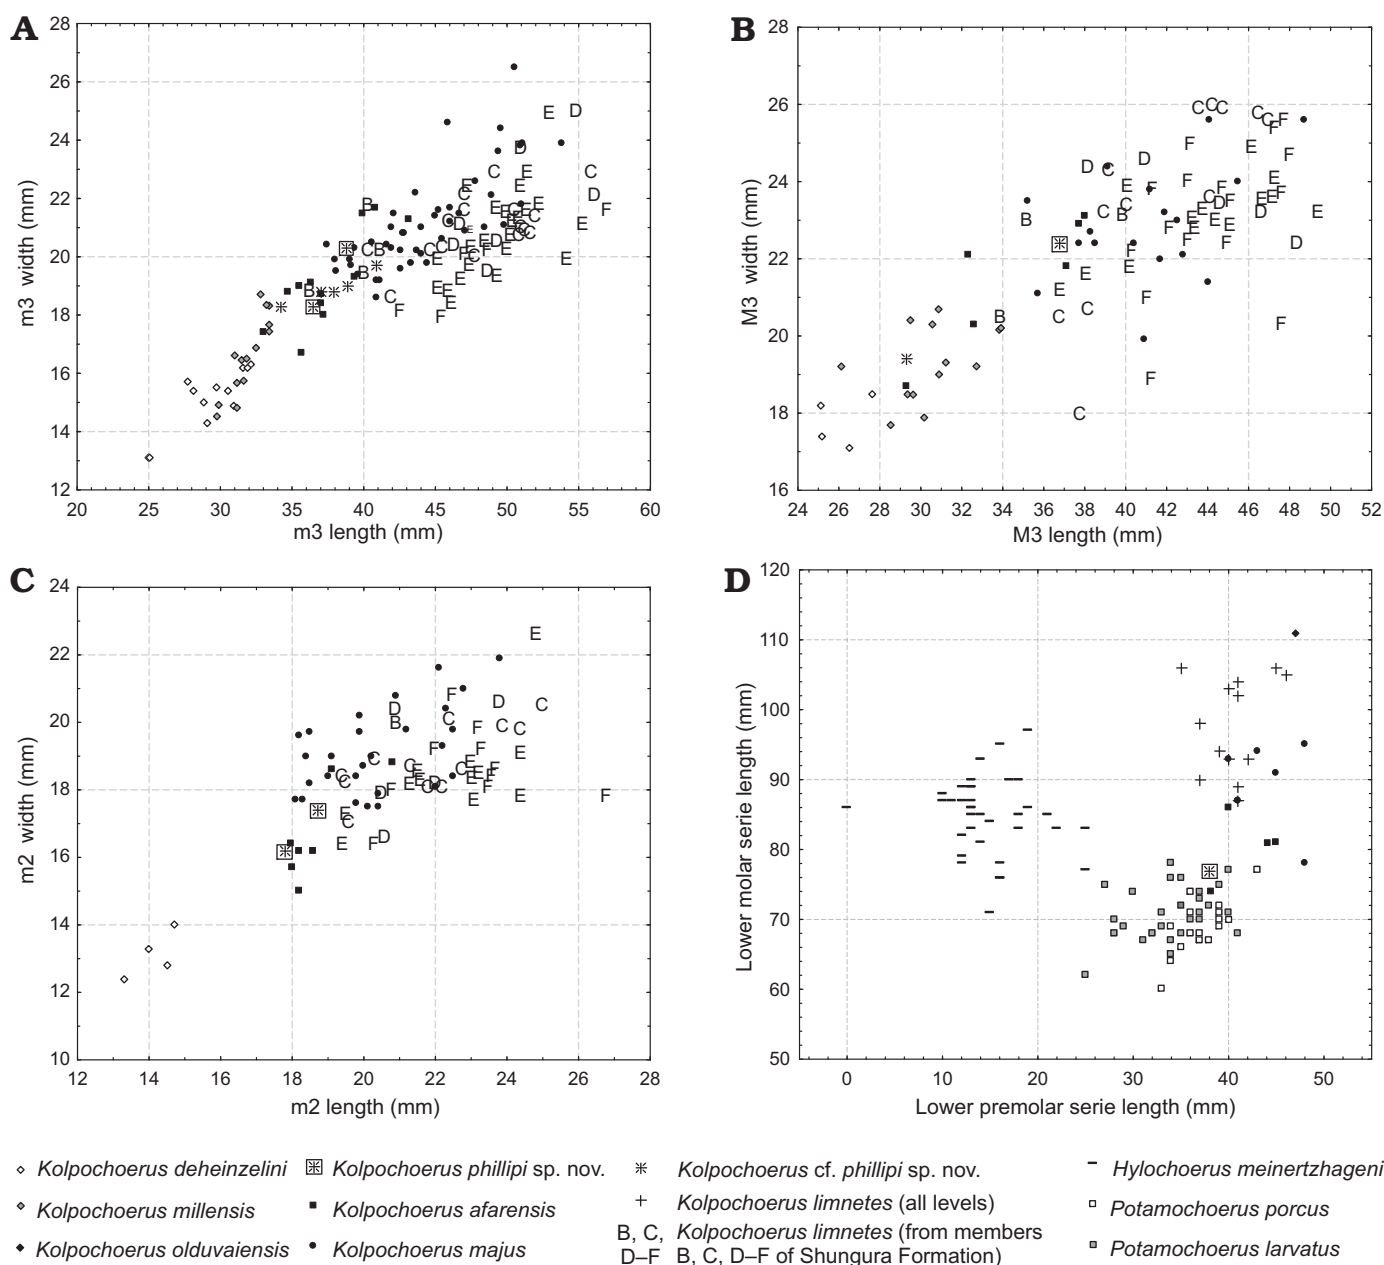 A
m3 width (mm)
28
26
24
22
20
18
16
14
12
20 25 30 35 40 45 50 55 60
m3 length (mm)
B
M3 width (mm)
28
26
24
22
20
18
16
24 26 28 30 32 34 36 38 40 42 44 46 48 50 52
M3 length (mm)
C
m2 width (mm)
24
22
20
18
16
14
12
10
12 14 16 18 20 22 24 26 28
m2 length (mm)
D
Lower molar serie length (mm)
120
110
100
90
80
70
60
50
0 10 20 30 40 50
Lower premolar serie length (mm)
Kolpochoerus deheinzelini
Kolpochoerus millensis
Kolpochoerus olduvaiensis
Kolpochoerus phillipi sp. nov.
Kolpochoerus afarensis
Kolpochoerus majus
Kolpochoerus cf. phillipi sp. nov.
Kolpochoerus limnetes (all levels)
B, C, Kolpochoerus limnetes (from members
D–F B, C, D–F of Shungura Formation)
Hylochoerus meinertzhageni
Potamochoerus porcus
Potamochoerus larvatus